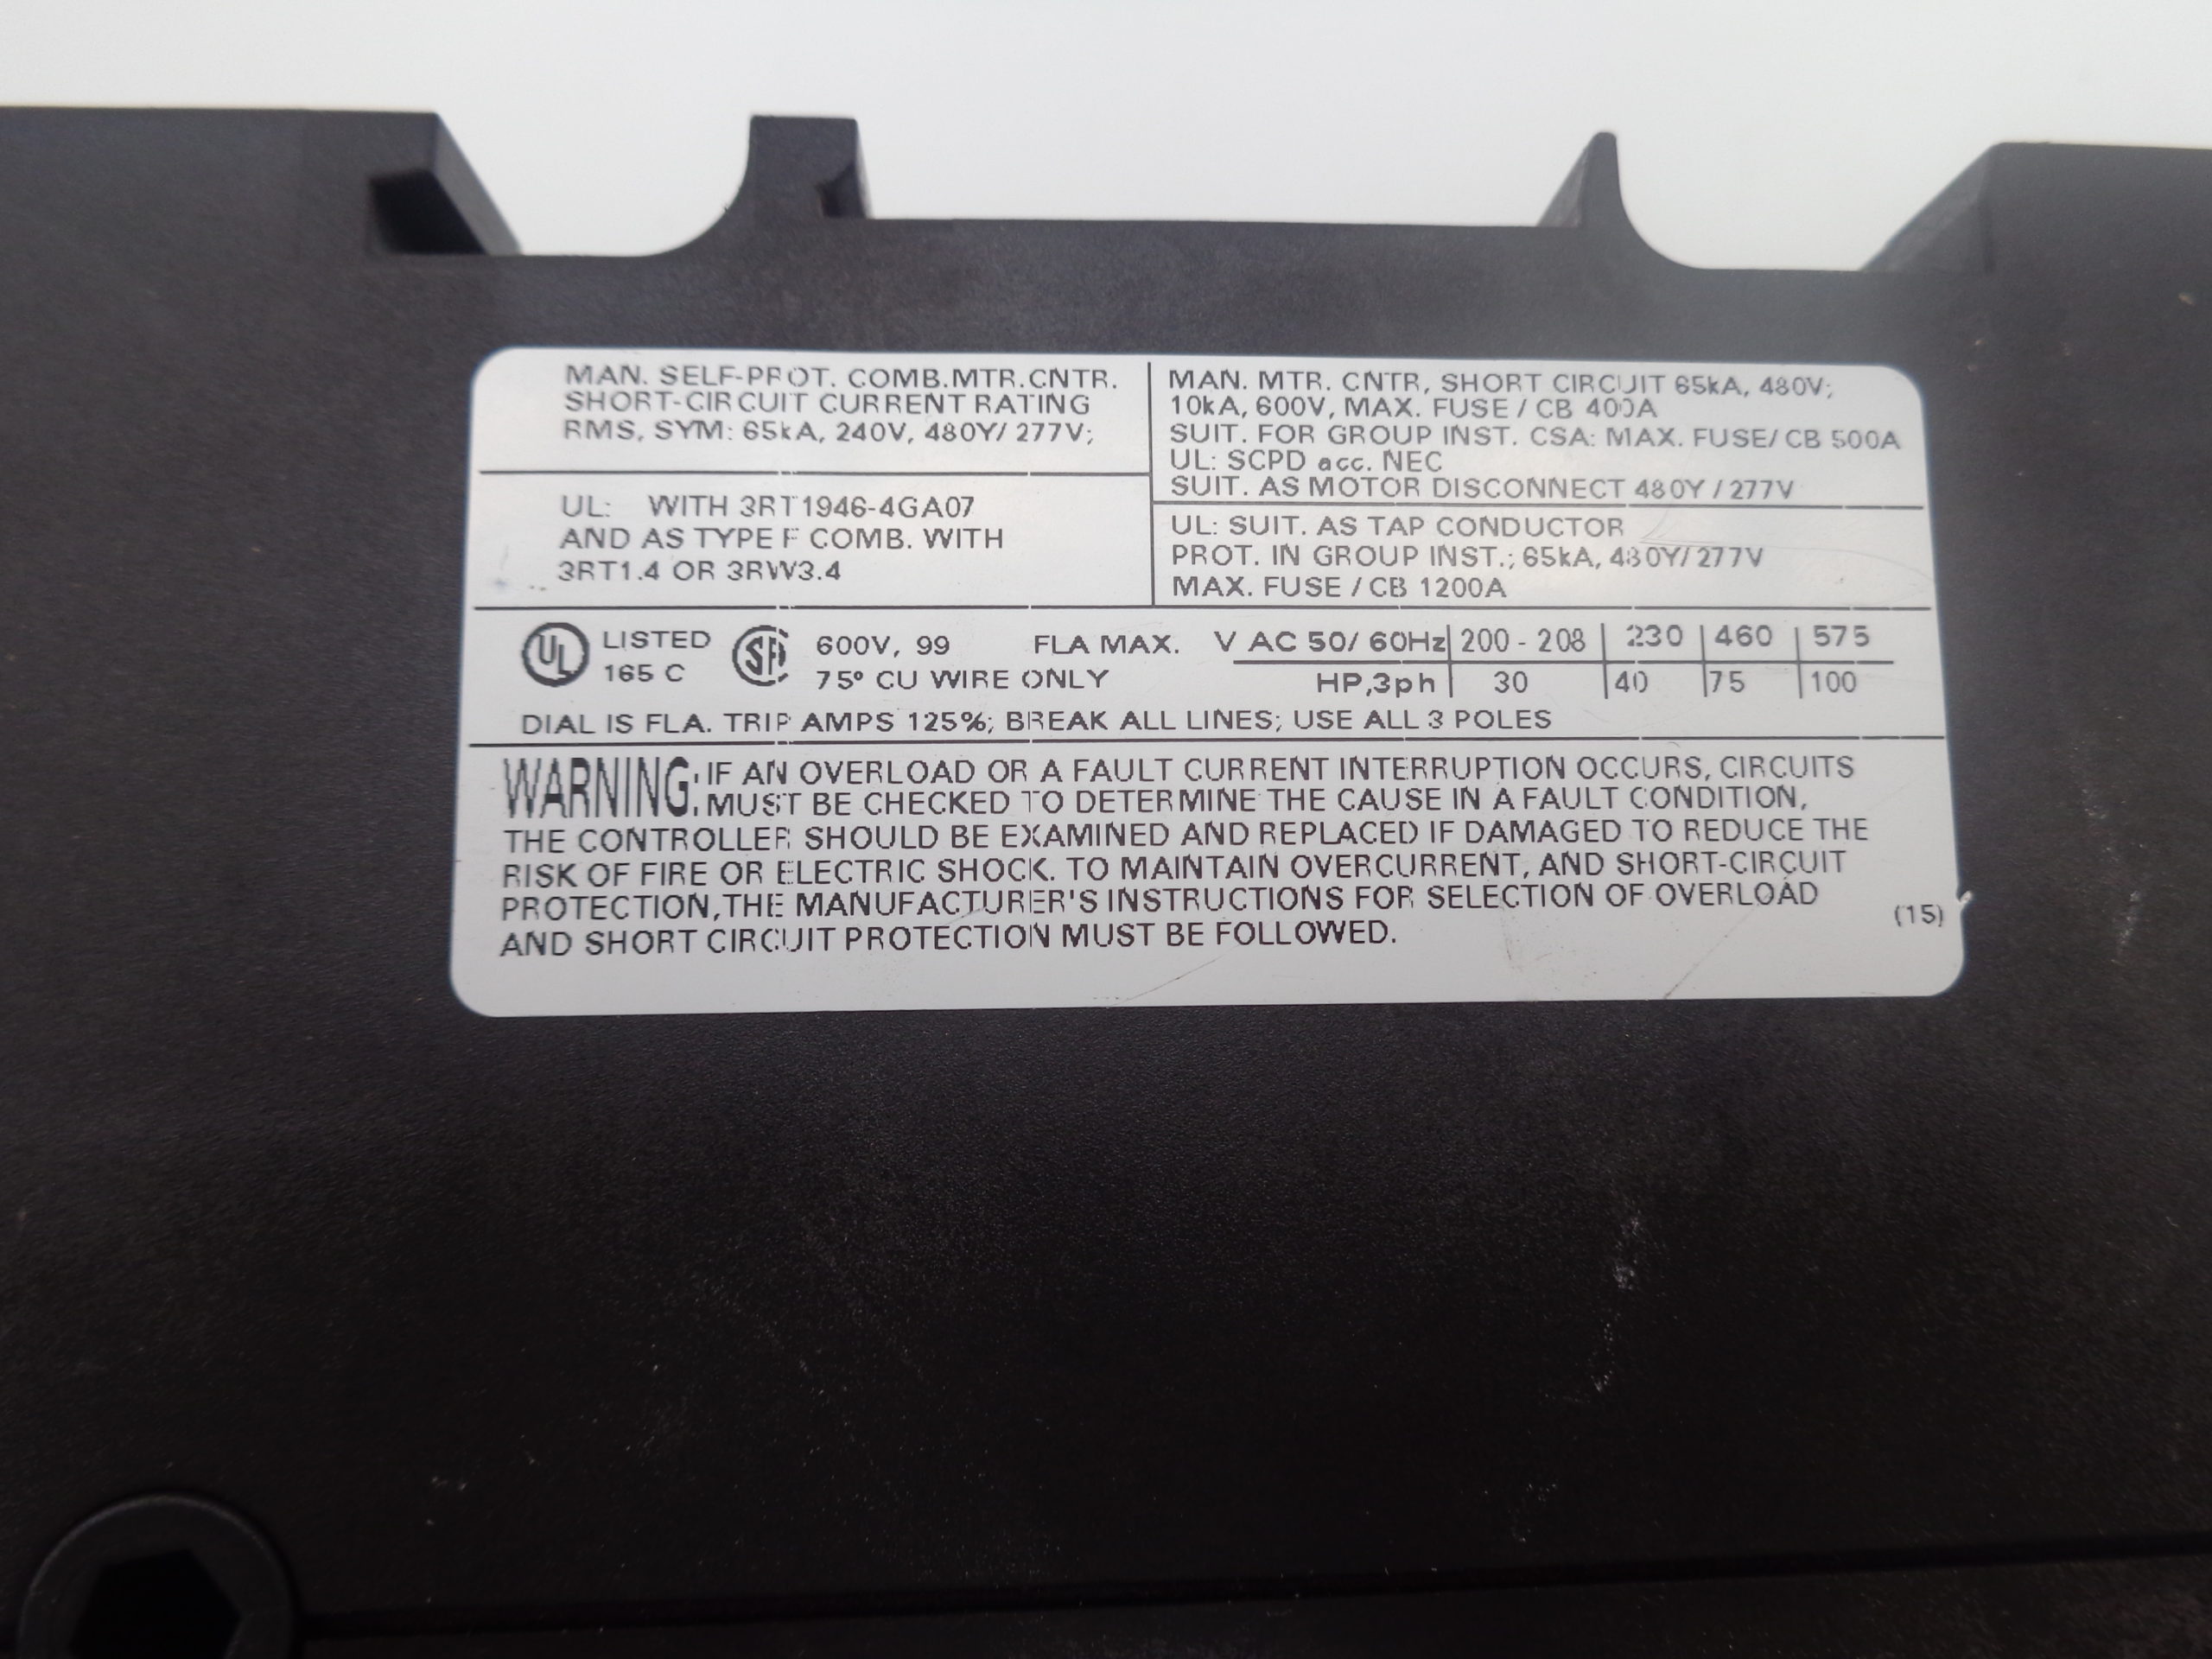 MAN. SELF-PROT. COMB.MTR.CNTR.
SHORT-CIRCUIT CURRENT RATING
RMS, SYM: 65kA, 240V, 480Y/ 277V;
UL: WITH 3RT1946-4GA07
AND AS TYPE F COMB. WITH
3RT1.4 OR 3RW3.4
MAN. MTR. CNTR, SHORT CIRCUIT 65kA, 480V;
10kA, 600V, MAX. FUSE / CB 400A
SUIT. FOR GROUP INST. CSA: MAX. FUSE/ CB 500A
UL: SCPD acc. NEC
SUIT. AS MOTOR DISCONNECT 480Y / 277V
UL: SUIT. AS TAP CONDUCTOR
PROT. IN GROUP INST.; 65kA, 480Y/ 277V
MAX. FUSE / CB 1200A
UL LISTED
165 C
SA 600V, 99
75° CU WIRE ONLY
FLA MAX. V AC 50/ 60Hz 200 - 208 230 460 575
HP,3ph 30 40 75 100
DIAL IS FLA. TRIP AMPS 125%; BREAK ALL LINES; USE ALL 3 POLES
WARNING: IF AN OVERLOAD OR A FAULT CURRENT INTERRUPTION OCCURS, CIRCUITS
MUST BE CHECKED TO DETERMINE THE CAUSE IN A FAULT CONDITION,
THE CONTROLLER SHOULD BE EXAMINED AND REPLACED IF DAMAGED TO REDUCE THE
RISK OF FIRE OR ELECTRIC SHOCK. TO MAINTAIN OVERCURRENT, AND SHORT-CIRCUIT
PROTECTION,THE MANUFACTURER'S INSTRUCTIONS FOR SELECTION OF OVERLOAD
AND SHORT CIRCUIT PROTECTION MUST BE FOLLOWED.
(15)